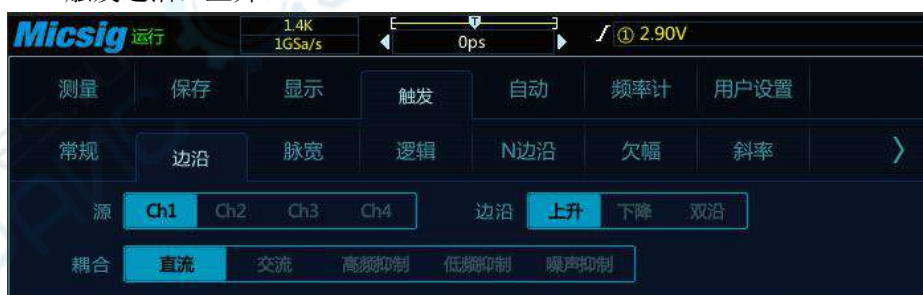 Micsig 运行 1.4K 1GSa/s T 0ps ① 2.90V
测量 保存 显示 触发 自动 频率计 用户设置
常规 边沿 脉宽 逻辑 N边沿 欠幅 斜率
源 Ch1 Ch2 Ch3 Ch4 边沿 上升 下降 双沿
耦合 直流 交流 高频抑制 低频抑制 噪声抑制